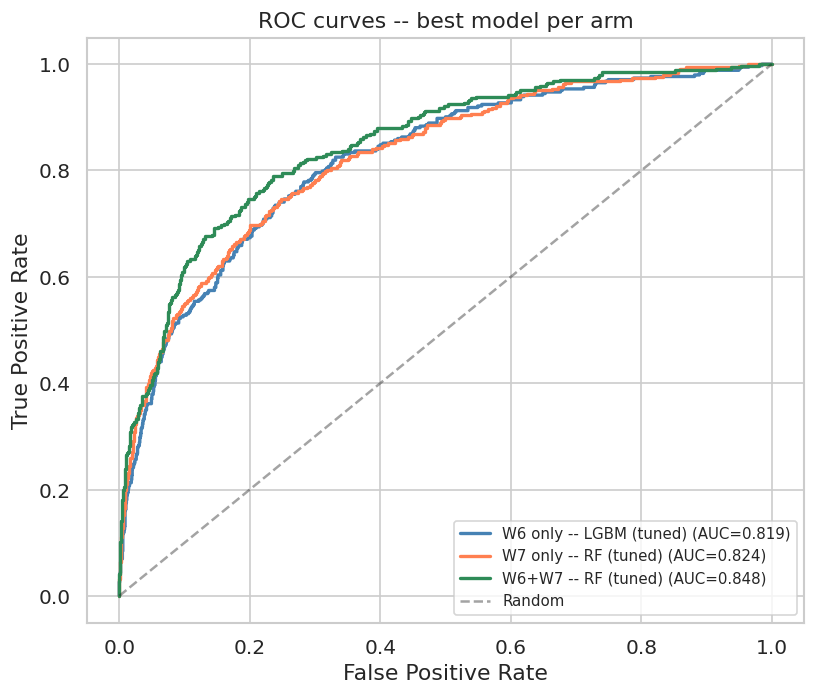 ROC curves -- best model per arm
True Positive Rate
1.0
0.8
0.6
0.4
0.2
0.0
0.0 0.2 0.4 0.6 0.8 1.0
False Positive Rate
W6 only -- LGBM (tuned) (AUC=0.819)
W7 only -- RF (tuned) (AUC=0.824)
W6+W7 -- RF (tuned) (AUC=0.848)
Random